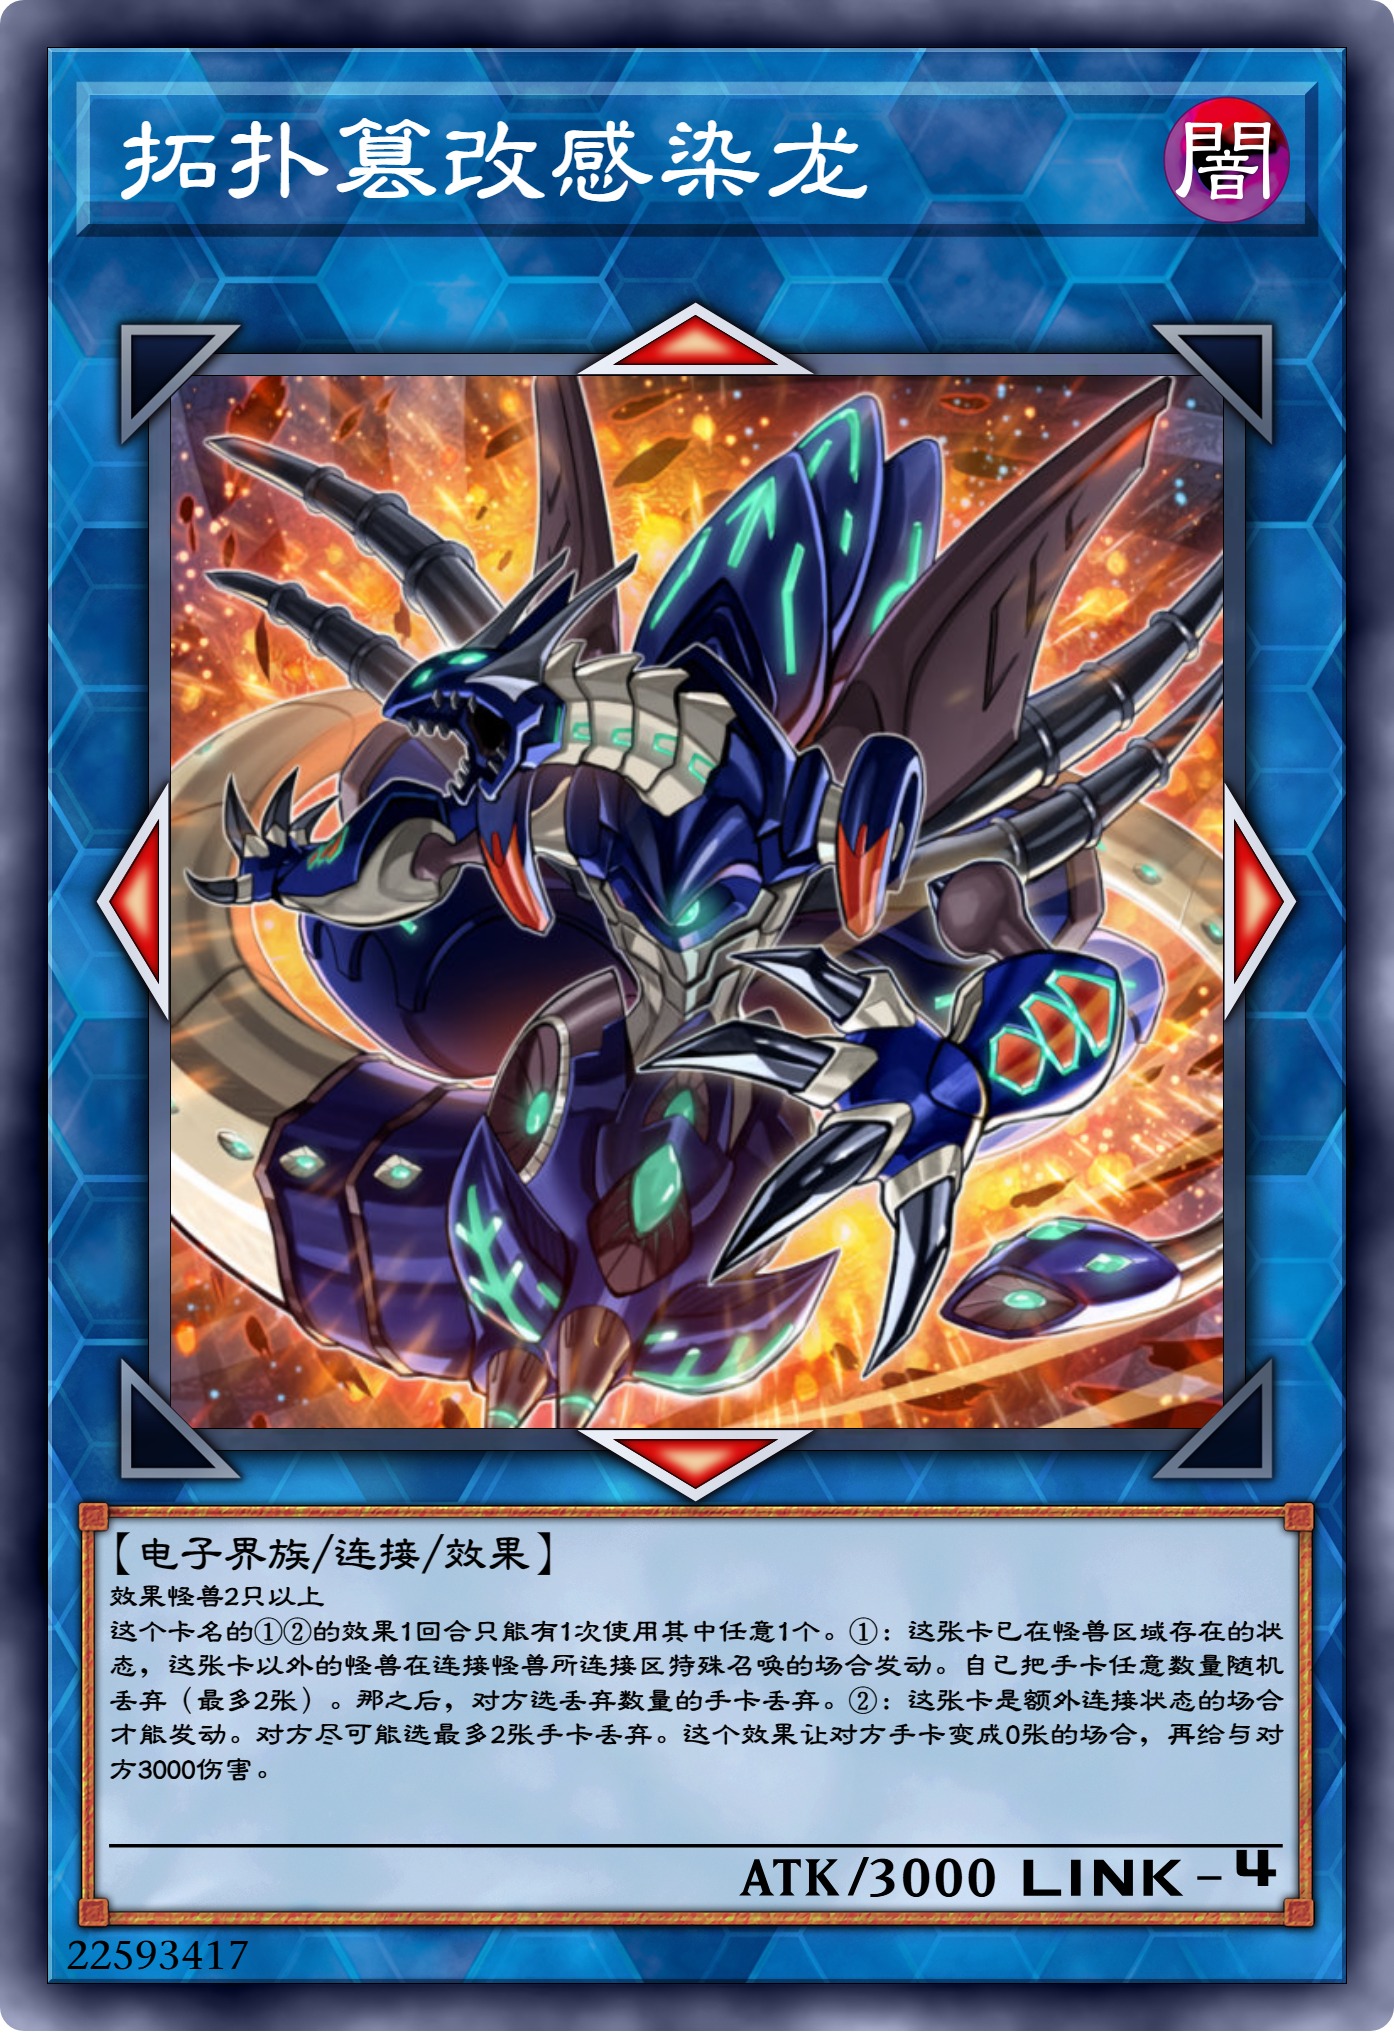 拓扑篡改感染龙
闇
【电子界族/连接/效果】
效果怪兽2只以上
这个卡名的①②的效果1回合只能有1次使用其中任意1个。①：这张卡已在怪兽区域存在的状
态，这张卡以外的怪兽在连接怪兽所连接区特殊召唤的场合发动。自己把手卡任意数量随机
丢弃（最多2张）。那之后，对方选丢弃数量的手卡丢弃。②：这张卡是额外连接状态的场合
才能发动。对方尽可能选最多2张手卡丢弃。这个效果让对方手卡变成0张的场合，再给与对
方3000伤害。
ATK/3000 LINK-4
22593417